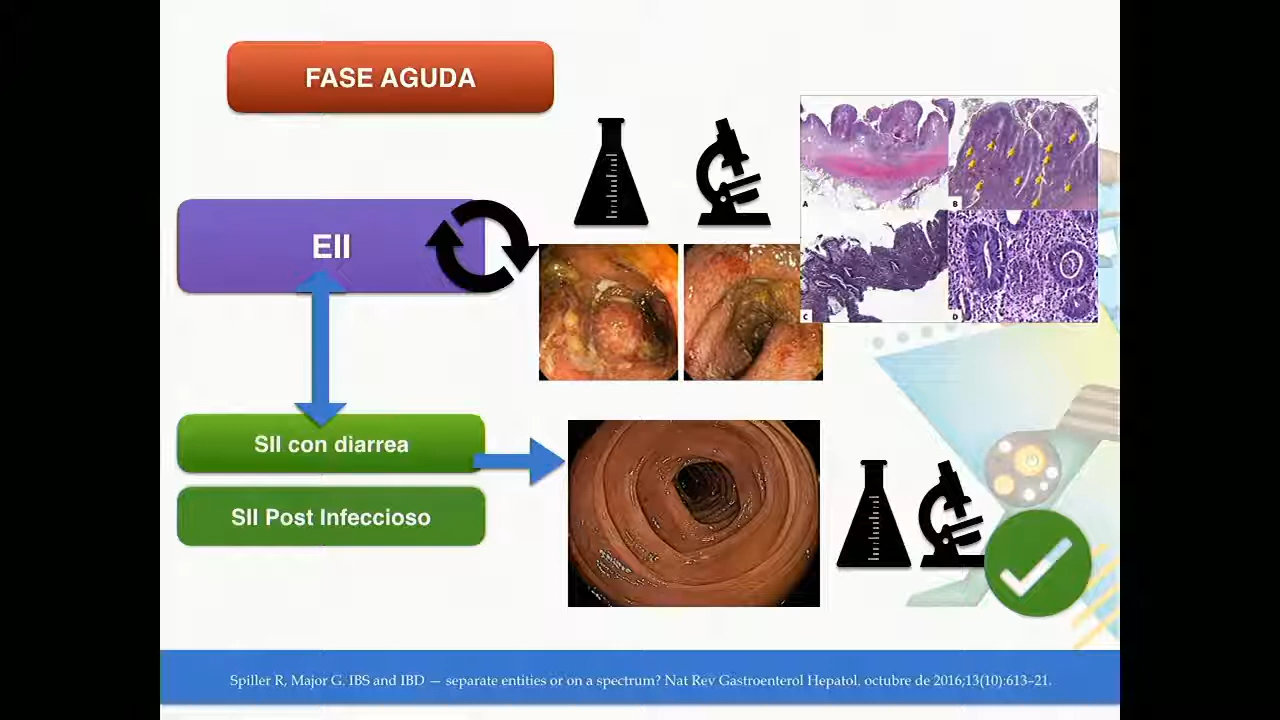 FASE AGUDA
EII
A
B
C
D
SII con diarrea
SII Post Infeccioso
Spiller R, Major G. IBS and IBD — separate entities or on a spectrum? Nat Rev Gastroenterol Hepatol. octubre de 2016;13(10):613–21.